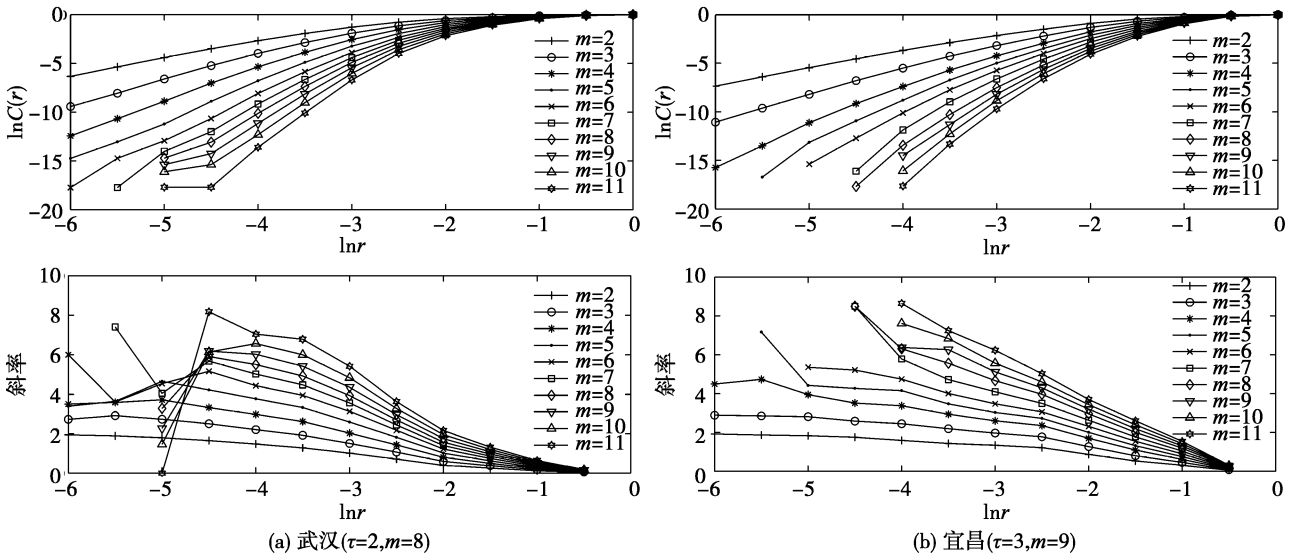 0
−5
−10
−15
−20
lnC(r)
−6 −5 −4 −3 −2 −1 0
lnr
m=2
m=3
m=4
m=5
m=6
m=7
m=8
m=9
m=10
m=11
0
−5
−10
−15
−20
lnC(r)
−6 −5 −4 −3 −2 −1 0
lnr
m=2
m=3
m=4
m=5
m=6
m=7
m=8
m=9
m=10
m=11
10
8
6
4
2
0
斜率
−6 −5 −4 −3 −2 −1 0
lnr
m=2
m=3
m=4
m=5
m=6
m=7
m=8
m=9
m=10
m=11
(a) 武汉(τ=2,m=8)
10
8
6
4
2
0
斜率
−6 −5 −4 −3 −2 −1 0
lnr
m=2
m=3
m=4
m=5
m=6
m=7
m=8
m=9
m=10
m=11
(b) 宜昌(τ=3,m=9)